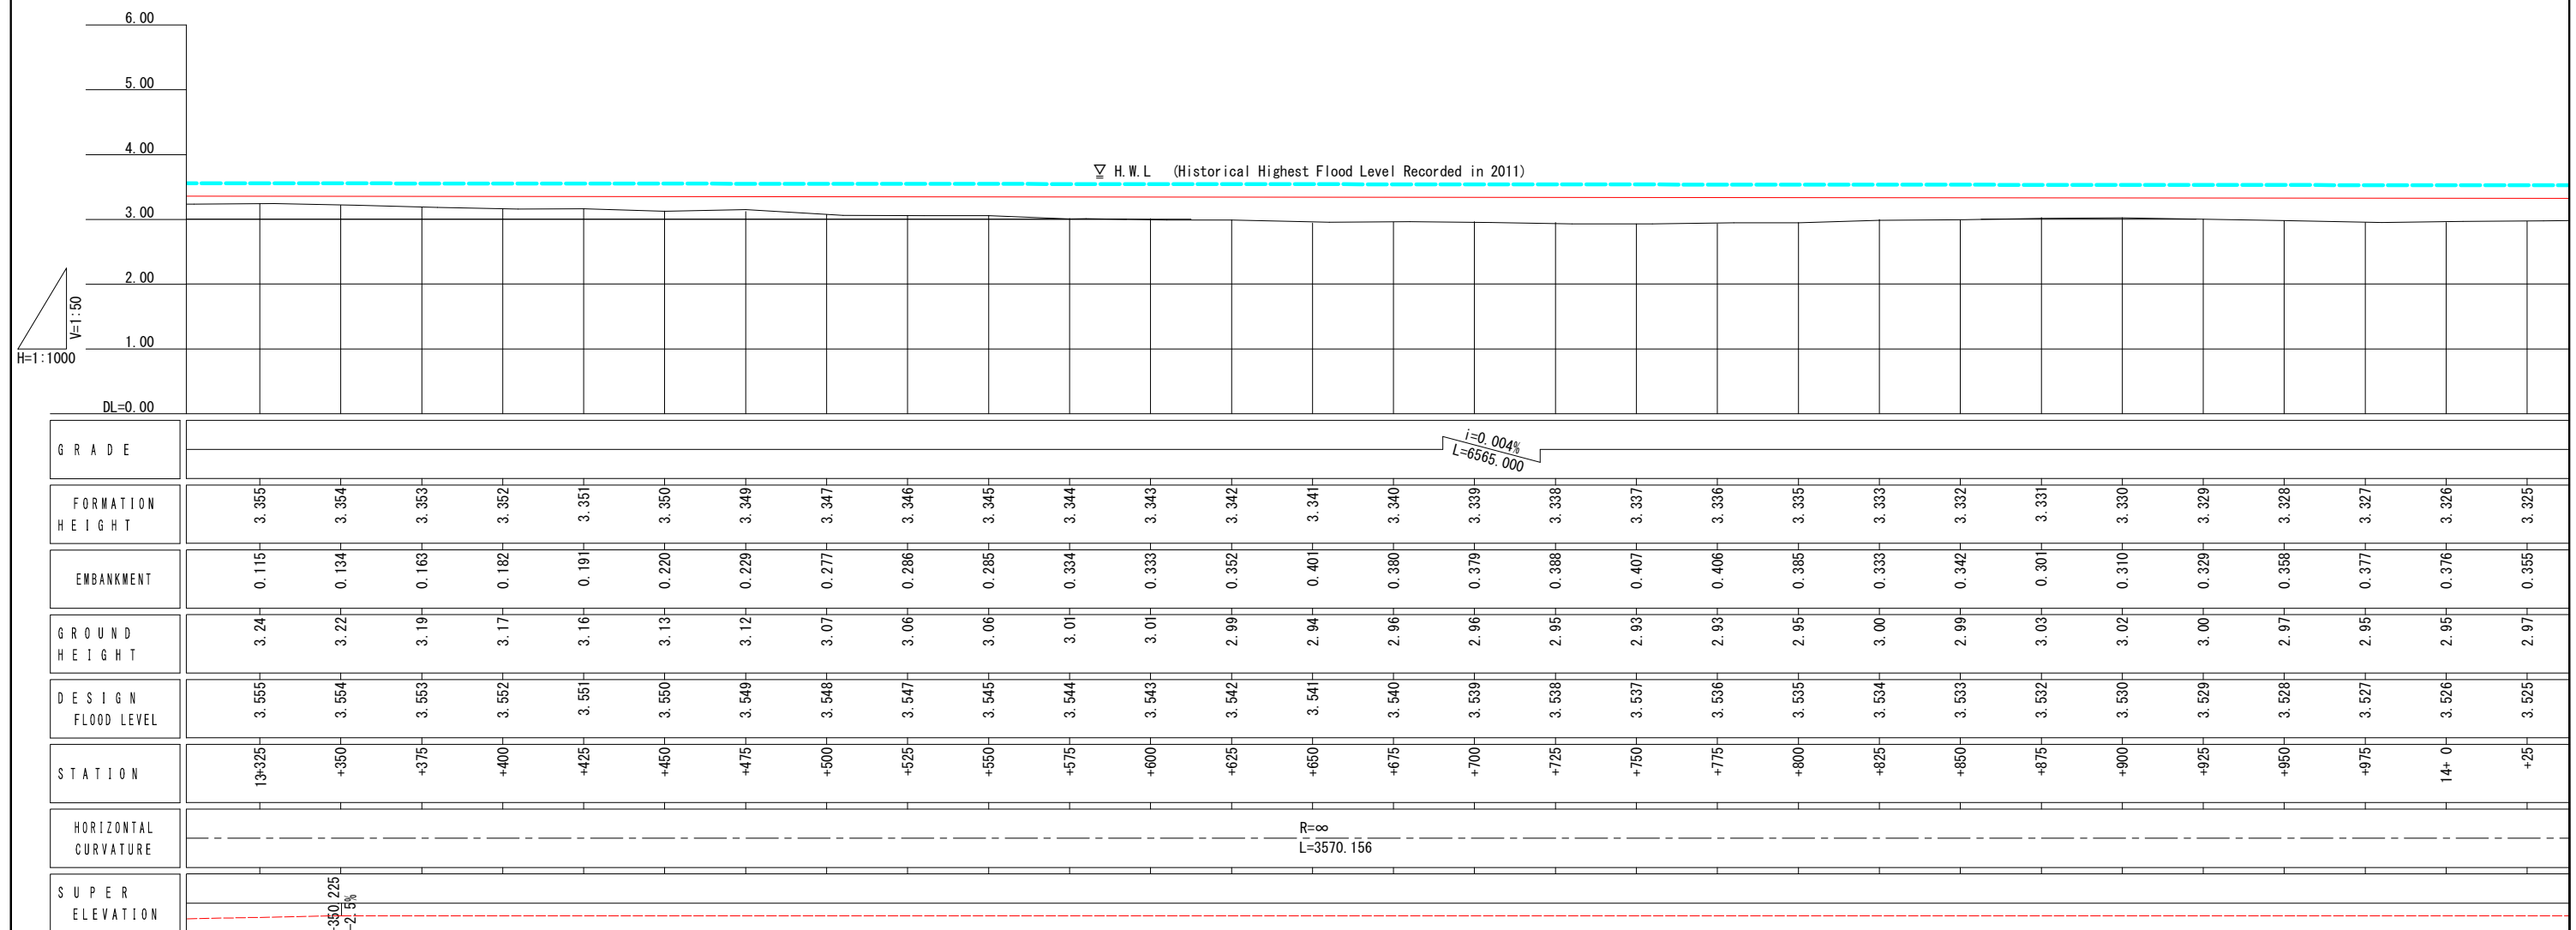 6.00
5.00
4.00
3.00
2.00
1.00
DL=0.00
V=1:50
H=1:1000
H.W.L (Historical Highest Flood Level Recorded in 2011)
GRADE
i=0.004%
L=6565.000
FORMATION
HEIGHT
3.355 3.354 3.353 3.352 3.351 3.350 3.349 3.347 3.346 3.345 3.344 3.343 3.342 3.341 3.340 3.339 3.338 3.337 3.336 3.335 3.333 3.332 3.331 3.330 3.329 3.328 3.327 3.326 3.325
EMBANKMENT
0.115 0.134 0.163 0.182 0.191 0.220 0.229 0.277 0.286 0.285 0.334 0.333 0.352 0.401 0.380 0.379 0.388 0.407 0.406 0.385 0.333 0.342 0.301 0.310 0.329 0.358 0.377 0.376 0.355
GROUND
HEIGHT
3.24 3.22 3.19 3.17 3.16 3.13 3.12 3.07 3.06 3.06 3.01 3.01 2.99 2.94 2.96 2.96 2.95 2.93 2.93 2.95 3.00 2.99 3.03 3.02 3.00 2.97 2.95 2.95 2.97
DESIGN
FLOOD LEVEL
3.555 3.554 3.553 3.552 3.551 3.550 3.549 3.548 3.547 3.545 3.544 3.543 3.542 3.541 3.540 3.539 3.538 3.537 3.536 3.535 3.534 3.533 3.532 3.530 3.529 3.528 3.527 3.526 3.525
STATION
13+325 +350 +375 +400 +425 +450 +475 +500 +525 +550 +575 +600 +625 +650 +675 +700 +725 +750 +775 +800 +825 +850 +875 +900 +925 +950 +975 14+ 0 +25
HORIZONTAL
CURVATURE
R=∞
L=3570.156
SUPER
ELEVATION
350.225
-2.5%